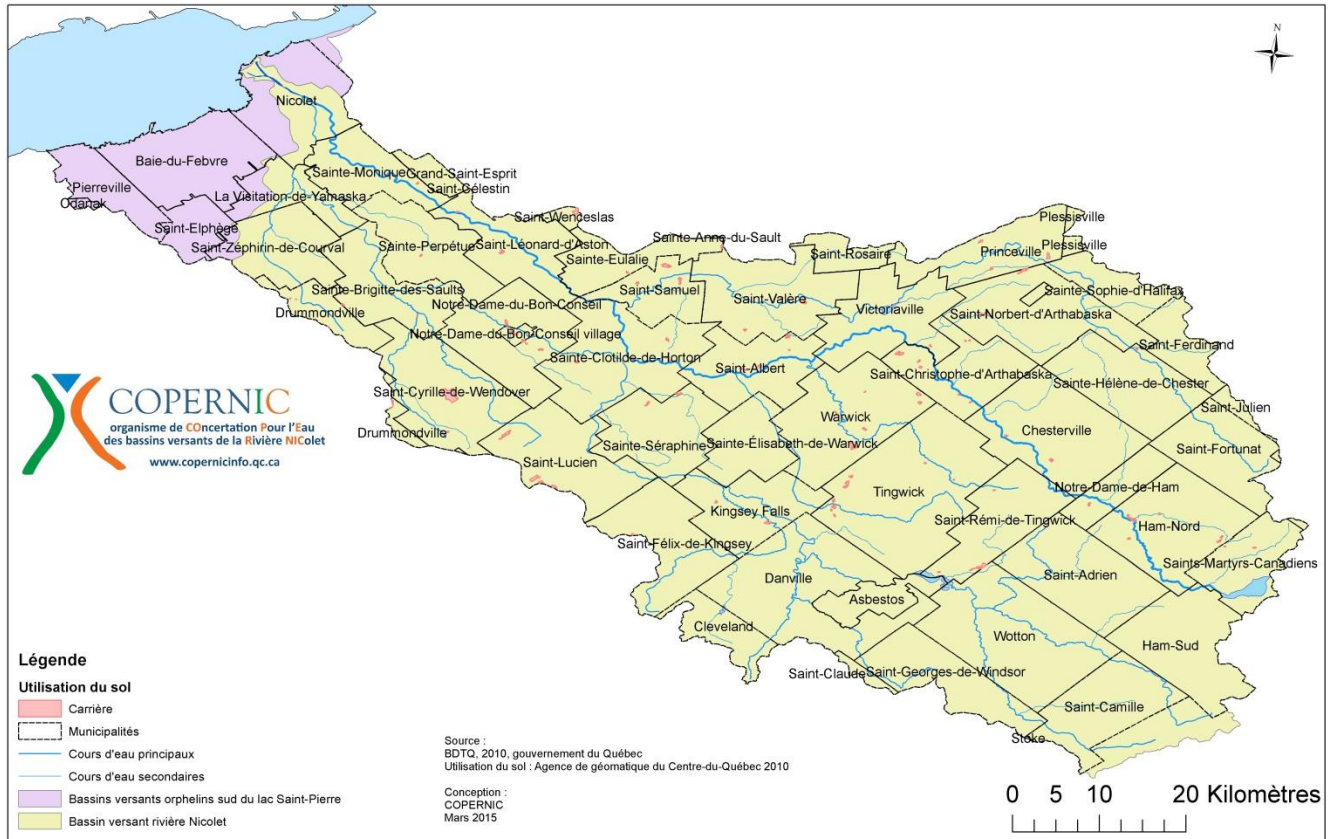 N
Nicolet
Baie-du-Febvre
Pierreville
Odanak
Sainte-Monique
Grand-Saint-Esprit
Saint-Célestin
La Visitation-de-Yamaska
Saint-Elphège
Saint-Zéphirin-de-Courval
Saint-Wenceslas
Sainte-Perpétue
Saint-Léonard-d'Aston
Sainte-Eulalie
Sainte-Anne-du-Sault
Saint-Rosaire
Plessisville
Princeville
Plessisville
Sainte-Brigitte-des-Saults
Drummondville
Notre-Dame-du-Bon-Conseil
Saint-Samuel
Saint-Valère
Victoriaville
Sainte-Sophie-d'Halifax
Saint-Norbert-d'Arthabaska
Notre-Dame-du-Bon-Conseil village
Saint-Ferdinand
Sainte-Clotilde-de-Horton
Saint-Albert
Saint-Christophe-d'Arthabaska
Sainte-Hélène-de-Chester
Saint-Cyrille-de-Wendover
Saint-Julien
Warwick
Chesterville
Drummondville
Sainte-Séraphine
Sainte-Élisabeth-de-Warwick
Saint-Fortunat
Saint-Lucien
Tingwick
Notre-Dame-de-Ham
Kingsey Falls
Saint-Rémi-de-Tingwick
Ham-Nord
Saint-Félix-de-Kingsey
Saints-Martyrs-Canadiens
Danville
Saint-Adrien
Asbestos
Cleveland
Wotton
Ham-Sud
Saint-Claude
Saint-Georges-de-Windsor
Saint-Camille
Stoke
COPERNIC
organisme de COncertation Pour l'Eau
des bassins versants de la Rivière NIColet
www.copernicinfo.qc.ca
Légende
Utilisation du sol
Carrière
Municipalités
Cours d'eau principaux
Cours d'eau secondaires
Bassins versants orphelins sud du lac Saint-Pierre
Bassin versant rivière Nicolet
Source :
BDTQ, 2010, gouvernement du Québec
Utilisation du sol : Agence de géomatique du Centre-du-Québec 2010
Conception :
COPERNIC
Mars 2015
0 5 10 20 Kilomètres